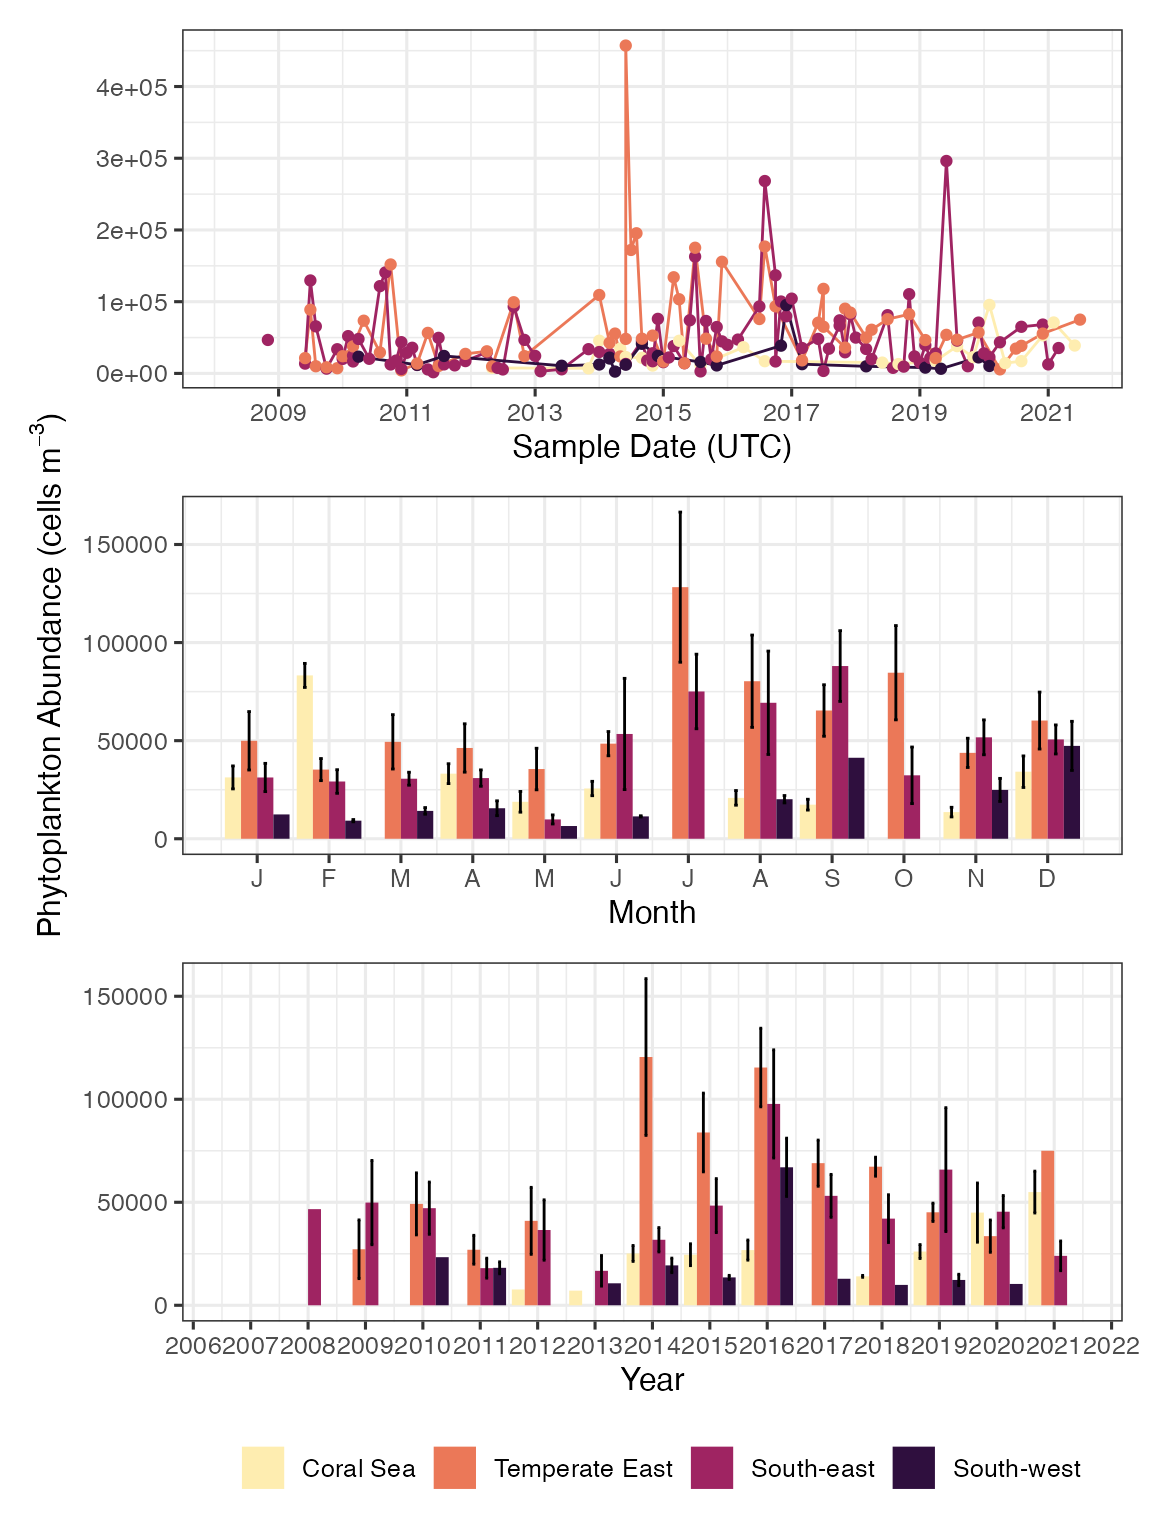 Phytoplankton Abundance (cells m⁻³)
4e+05
3e+05
2e+05
1e+05
0e+00
2009 2011 2013 2015 2017 2019 2021
Sample Date (UTC)
150000
100000
50000
0
J F M A M J J A S O N D
Month
150000
100000
50000
0
2006 2007 2008 2009 2010 2011 2012 2013 2014 2015 2016 2017 2018 2019 2020 2021 2022
Year
Coral Sea Temperate East South-east South-west